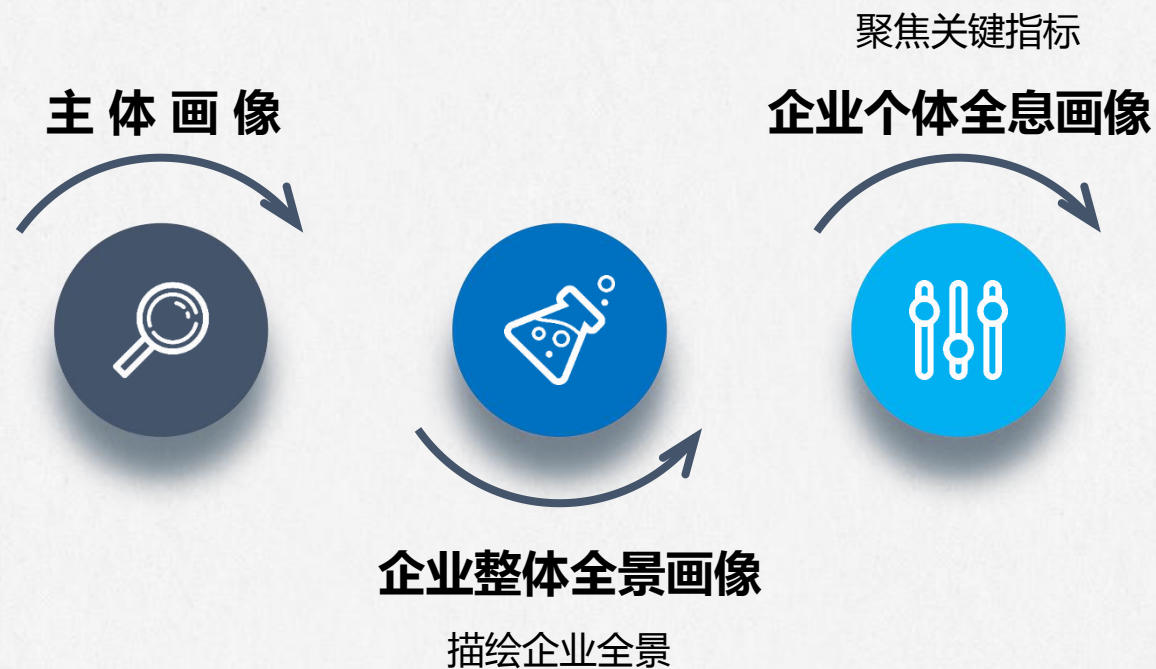 聚焦关键指标
主体画像
企业个体全息画像
企业整体全景画像
描绘企业全景